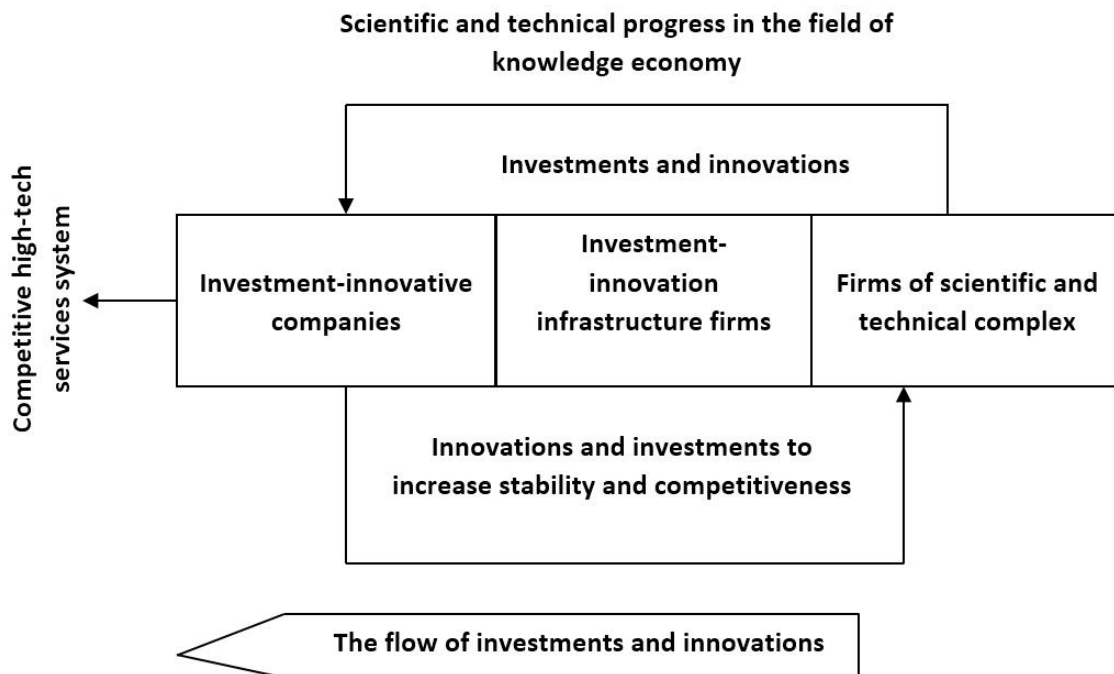 Scientific and technical progress in the field of
knowledge economy
Investments and innovations
Competitive high-tech
services system
Investment-innovative
companies
Investment-
innovation
infrastructure firms
Firms of scientific and
technical complex
Innovations and investments to
increase stability and competitiveness
The flow of investments and innovations